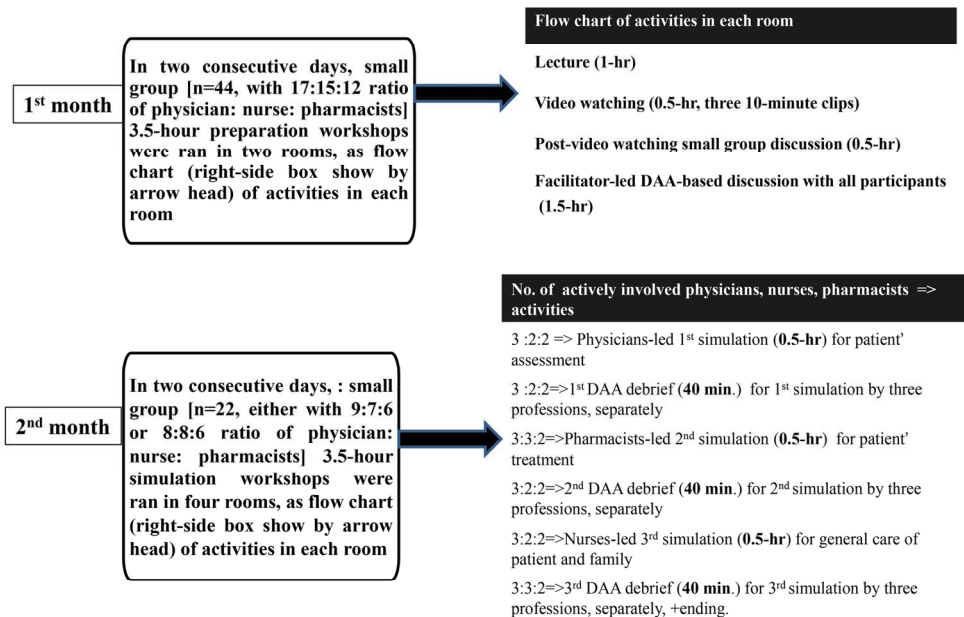 1st month
In two consecutive days, small
group [n=44, with 17:15:12 ratio
of physician: nurse: pharmacists]
3.5-hour preparation workshops
were ran in two rooms, as flow
chart (right-side box show by
arrow head) of activities in each
room
Flow chart of activities in each room
Lecture (1-hr)
Video watching (0.5-hr, three 10-minute clips)
Post-video watching small group discussion (0.5-hr)
Facilitator-led DAA-based discussion with all participants
(1.5-hr)
2nd month
In two consecutive days, : small
group [n=22, either with 9:7:6
or 8:8:6 ratio of physician:
nurse: pharmacists] 3.5-hour
simulation workshops were
ran in four rooms, as flow chart
(right-side box show by arrow
head) of activities in each room
No. of actively involved physicians, nurses, pharmacists =>
activities
3 :2:2 => Physicians-led 1st simulation (0.5-hr) for patient'
assessment
3 :2:2=>1st DAA debrief (40 min.) for 1st simulation by three
professions, separately
3:3:2=>Pharmacists-led 2nd simulation (0.5-hr) for patient'
treatment
3:2:2=>2nd DAA debrief (40 min.) for 2nd simulation by three
professions, separately
3:2:2=>Nurses-led 3rd simulation (0.5-hr) for general care of
patient and family
3:3:2=>3rd DAA debrief (40 min.) for 3rd simulation by three
professions, separately, +ending.